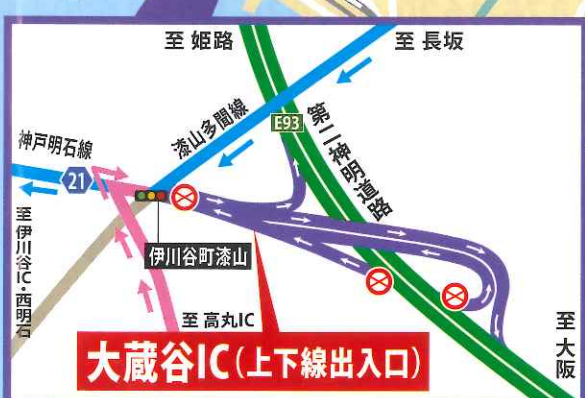 至 姫路
至 長坂
漆山多聞線
E93
第二神明道路
神戸明石線
21
至 伊川谷IC・西明石
伊川谷町漆山
至 高丸IC
至 大阪
大蔵谷IC(上下線出入口)